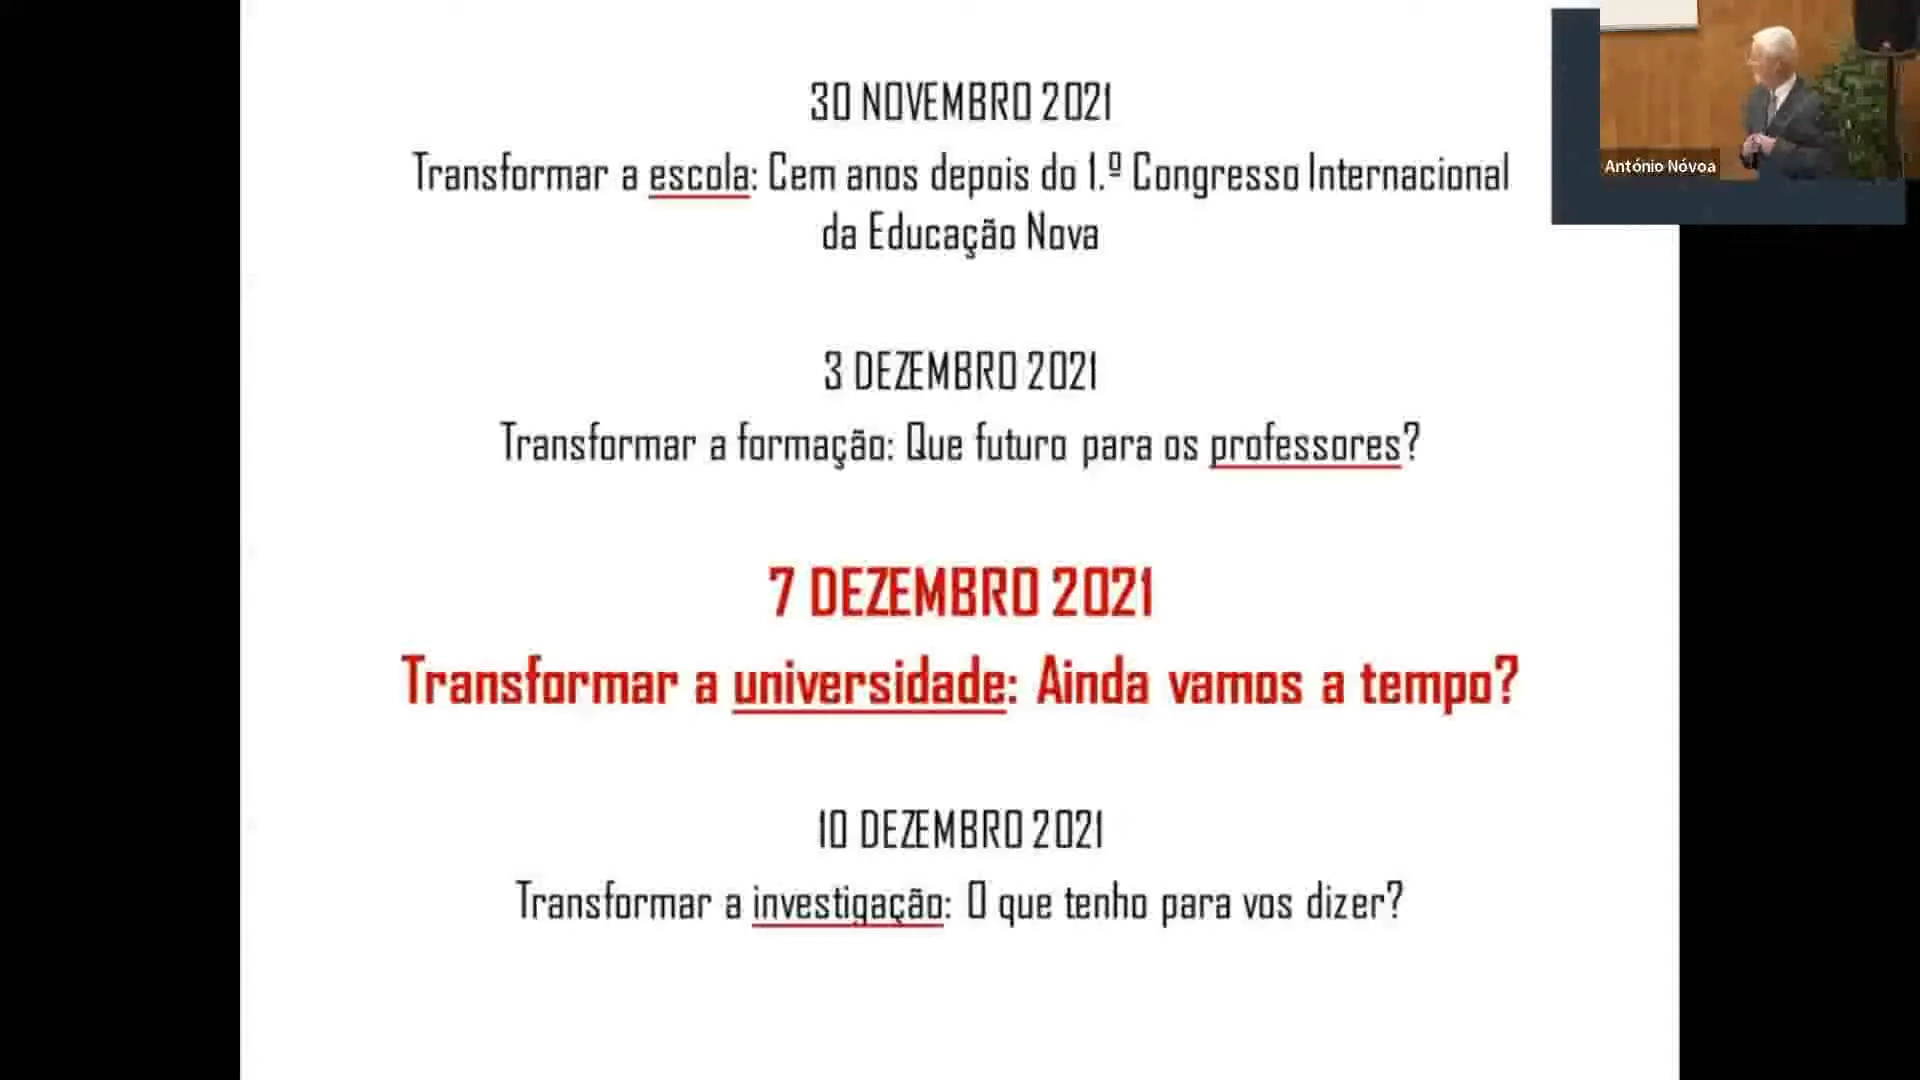 30 NOVEMBRO 2021
Transformar a escola: Cem anos depois do 1.º Congresso Internacional
da Educação Nova
3 DEZEMBRO 2021
Transformar a formação: Que futuro para os professores?
7 DEZEMBRO 2021
Transformar a universidade: Ainda vamos a tempo?
10 DEZEMBRO 2021
Transformar a investigação: O que tenho para vos dizer?
António Nóvoa